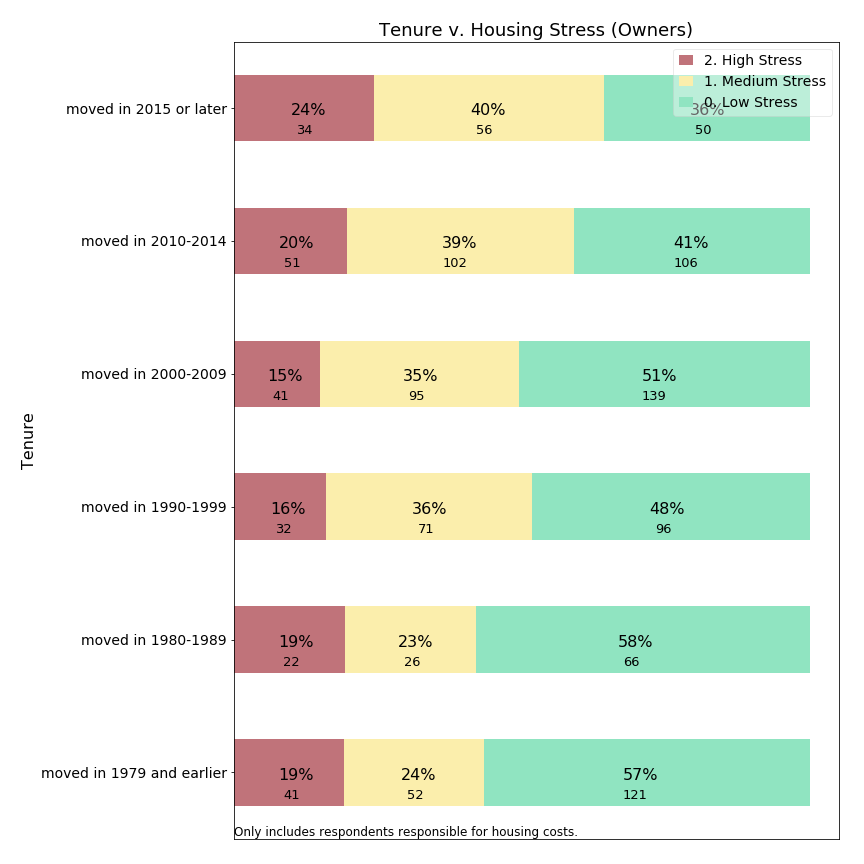 Tenure v. Housing Stress (Owners)
2. High Stress
1. Medium Stress
0. Low Stress
moved in 2015 or later
24% 40% 36%
34 56 50
moved in 2010-2014
20% 39% 41%
51 102 106
moved in 2000-2009
15% 35% 51%
41 95 139
Tenure
moved in 1990-1999
16% 36% 48%
32 71 96
moved in 1980-1989
19% 23% 58%
22 26 66
moved in 1979 and earlier
19% 24% 57%
41 52 121
Only includes respondents responsible for housing costs.